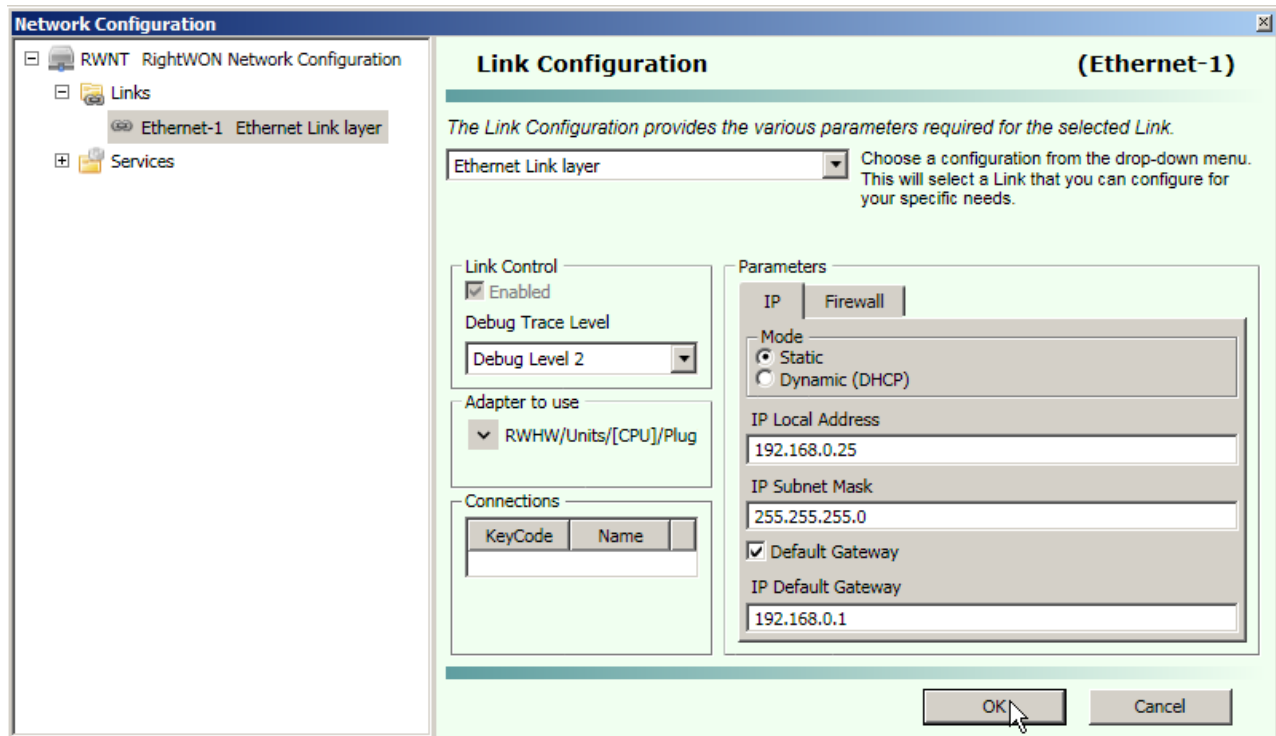 Network Configuration
RWNT RightWON Network Configuration
Links
Ethernet-1 Ethernet Link layer
Services
Link Configuration (Ethernet-1)
The Link Configuration provides the various parameters required for the selected Link.
Ethernet Link layer
Choose a configuration from the drop-down menu.
This will select a Link that you can configure for
your specific needs.
Link Control
Enabled
Debug Trace Level
Debug Level 2
Adapter to use
RWHW/Units/[CPU]/Plug
Connections
KeyCode Name
Parameters
IP Firewall
Mode
Static
Dynamic (DHCP)
IP Local Address
192.168.0.25
IP Subnet Mask
255.255.255.0
Default Gateway
IP Default Gateway
192.168.0.1
OK Cancel